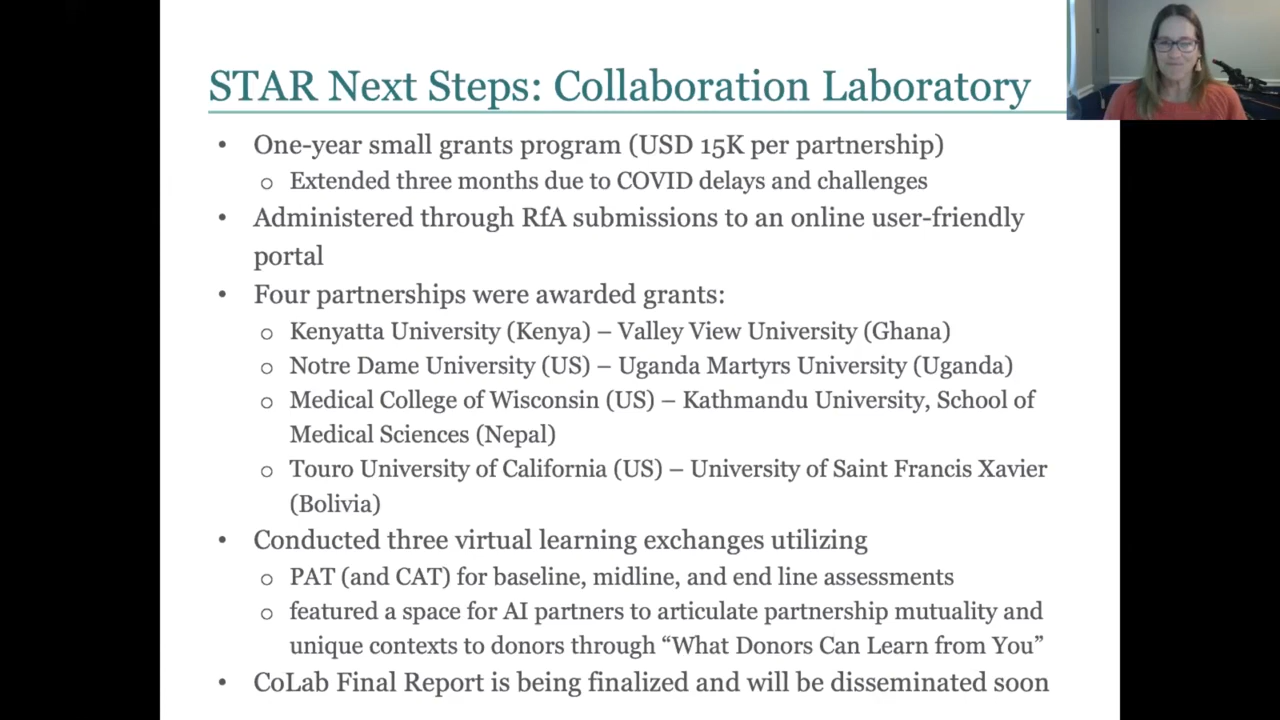 STAR Next Steps: Collaboration Laboratory
• One-year small grants program (USD 15K per partnership)
o Extended three months due to COVID delays and challenges
• Administered through RfA submissions to an online user-friendly
portal
• Four partnerships were awarded grants:
o Kenyatta University (Kenya) – Valley View University (Ghana)
o Notre Dame University (US) – Uganda Martyrs University (Uganda)
o Medical College of Wisconsin (US) – Kathmandu University, School of
Medical Sciences (Nepal)
o Touro University of California (US) – University of Saint Francis Xavier
(Bolivia)
• Conducted three virtual learning exchanges utilizing
o PAT (and CAT) for baseline, midline, and end line assessments
o featured a space for AI partners to articulate partnership mutuality and
unique contexts to donors through “What Donors Can Learn from You”
• CoLab Final Report is being finalized and will be disseminated soon